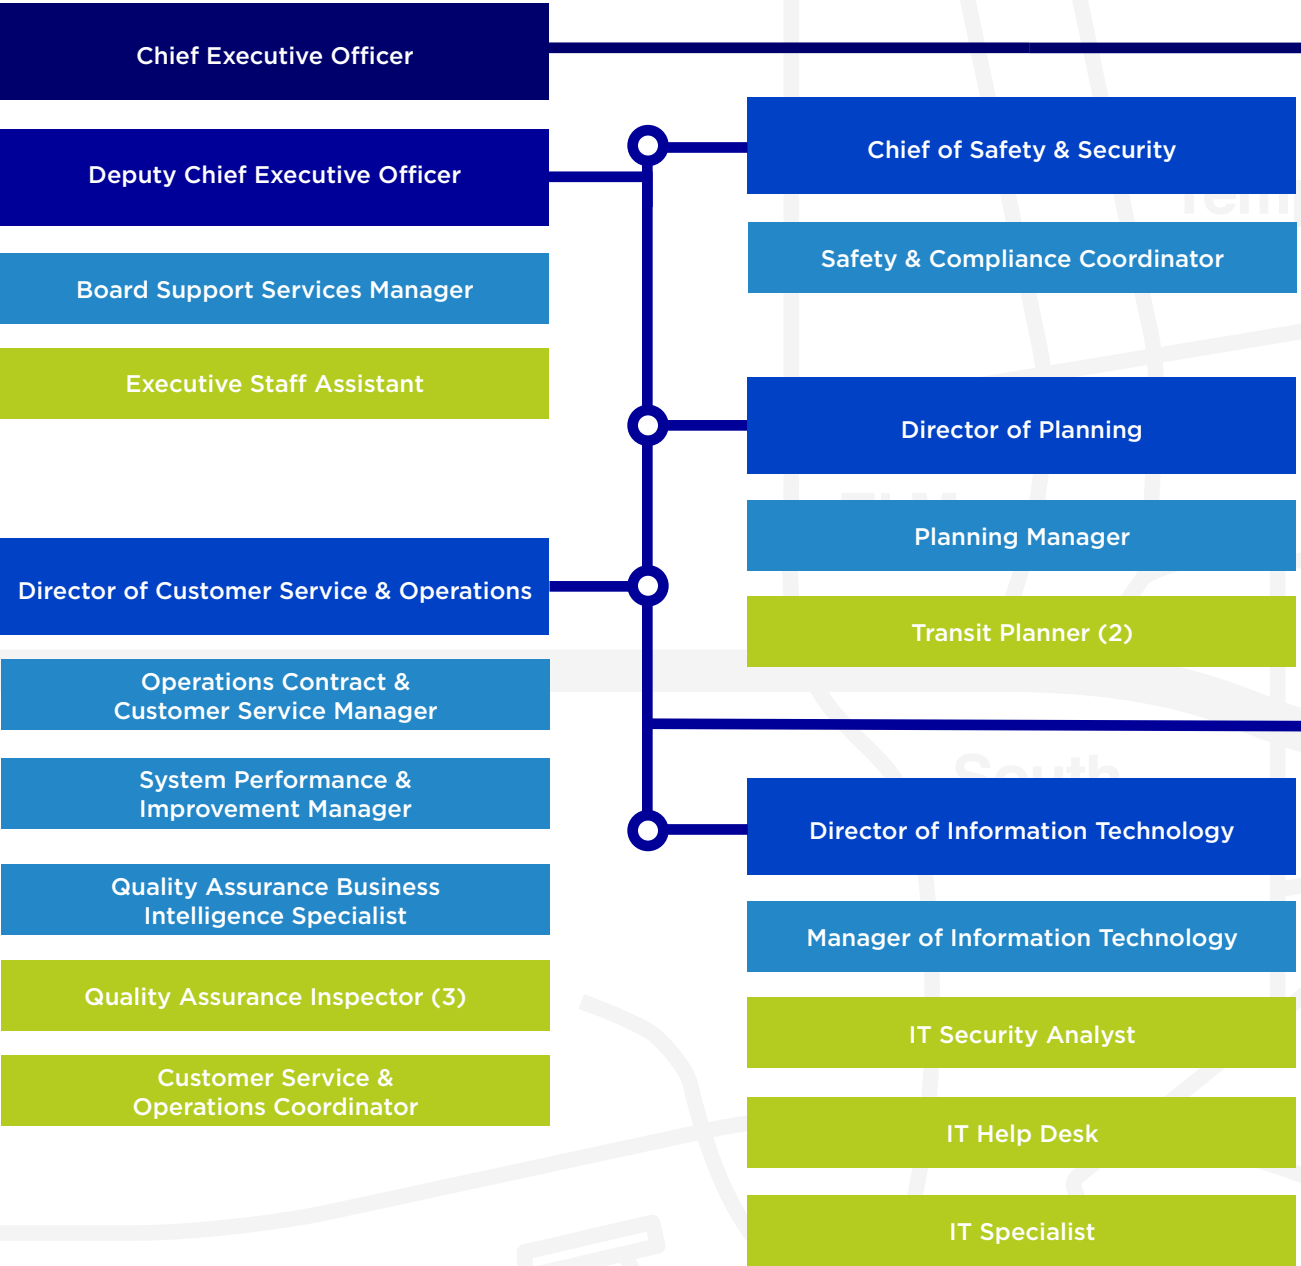 Chief Executive Officer
Deputy Chief Executive Officer
Board Support Services Manager
Executive Staff Assistant
Director of Customer Service & Operations
Operations Contract &
Customer Service Manager
System Performance &
Improvement Manager
Quality Assurance Business
Intelligence Specialist
Quality Assurance Inspector (3)
Customer Service &
Operations Coordinator
Chief of Safety & Security
Safety & Compliance Coordinator
Director of Planning
Planning Manager
Transit Planner (2)
South
Director of Information Technology
Manager of Information Technology
IT Security Analyst
IT Help Desk
IT Specialist